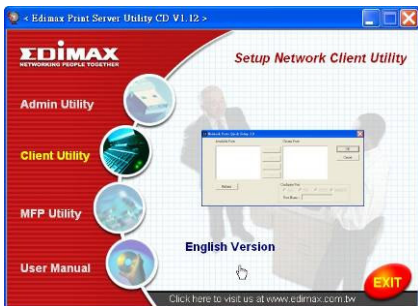 < Edimax Print Server Utility CD V1.12 >
EDIMAX
NETWORKING PEOPLE TOGETHER
Setup Network Client Utility
Admin Utility
Client Utility
MFP Utility
User Manual
English Version
Click here to visit us at www.edimax.com.tw
EXIT